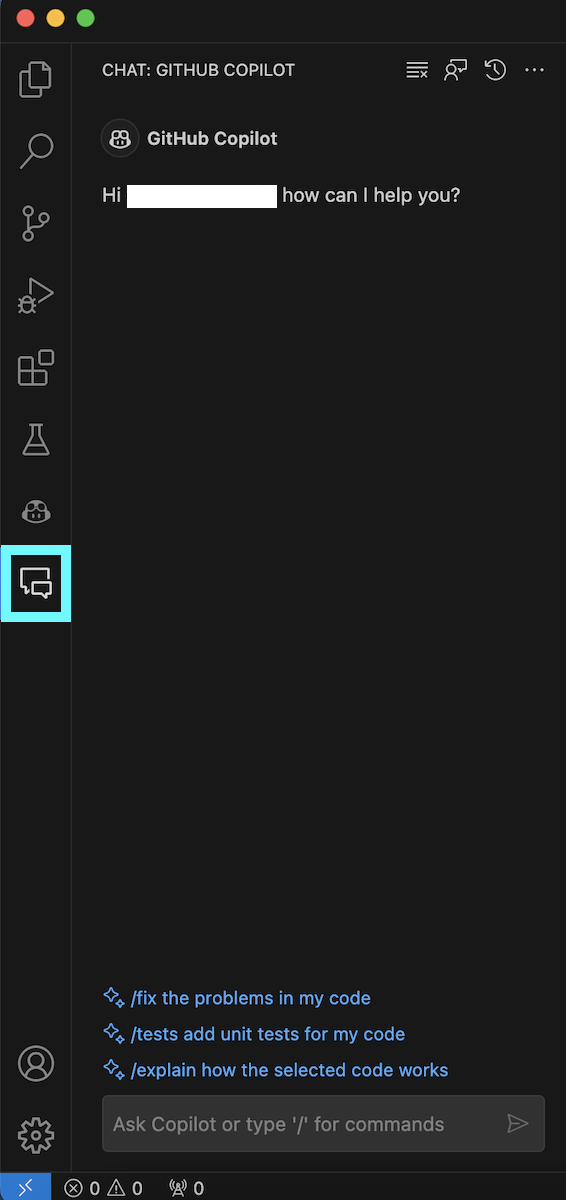 CHAT: GITHUB COPILOT
GitHub Copilot
Hi how can I help you?
/fix the problems in my code
/tests add unit tests for my code
/explain how the selected code works
Ask Copilot or type '/' for commands
0 0 0